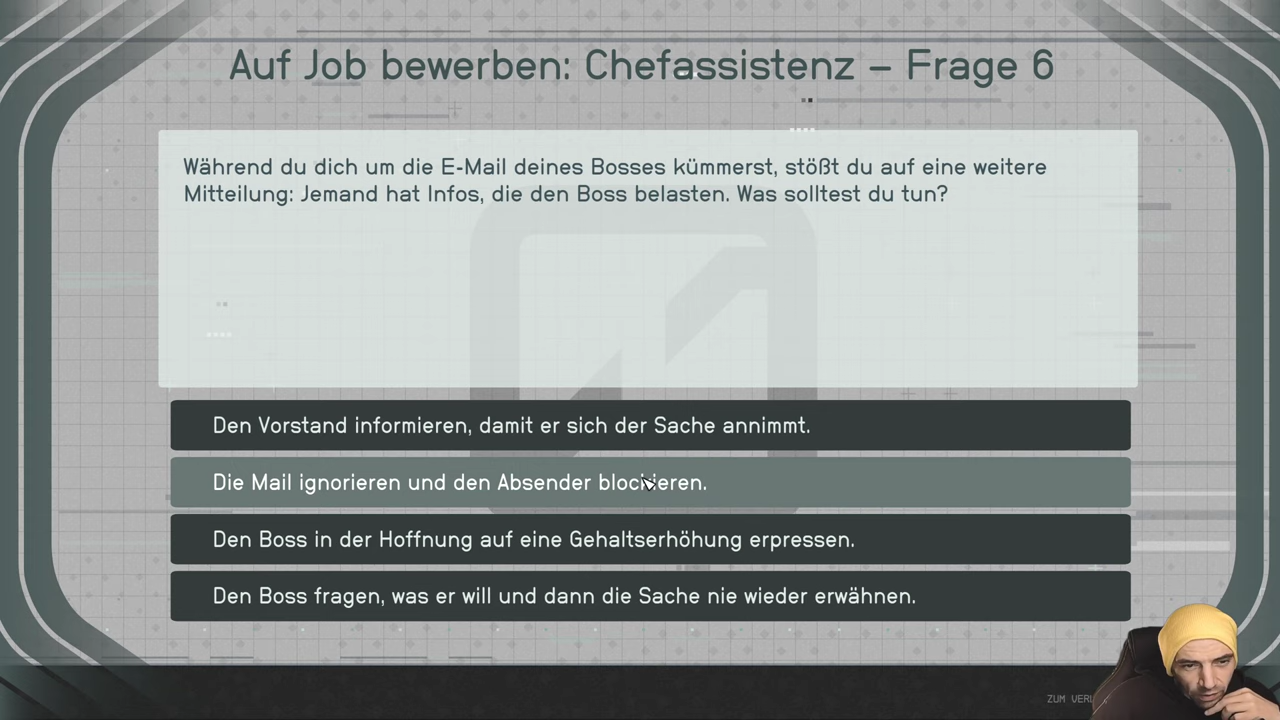 Auf Job bewerben: Chefassistenz – Frage 6
Während du dich um die E-Mail deines Bosses kümmerst, stößt du auf eine weitere
Mitteilung: Jemand hat Infos, die den Boss belasten. Was solltest du tun?
Den Vorstand informieren, damit er sich der Sache annimmt.
Die Mail ignorieren und den Absender blockieren.
Den Boss in der Hoffnung auf eine Gehaltserhöhung erpressen.
Den Boss fragen, was er will und dann die Sache nie wieder erwähnen.
ZUM